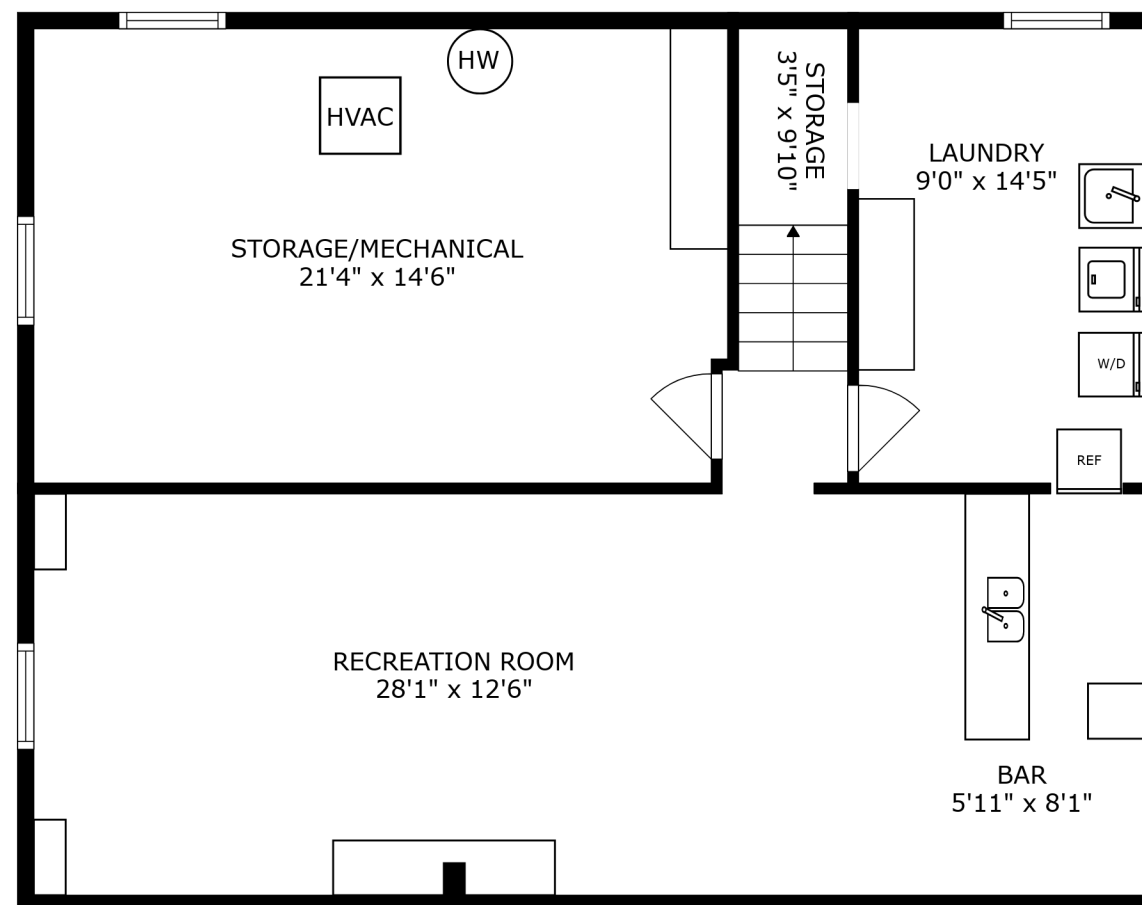 HW
HVAC
STORAGE
3'5" x 9'10"
LAUNDRY
9'0" x 14'5"
STORAGE/MECHANICAL
21'4" x 14'6"
W/D
REF
RECREATION ROOM
28'1" x 12'6"
BAR
5'11" x 8'1"